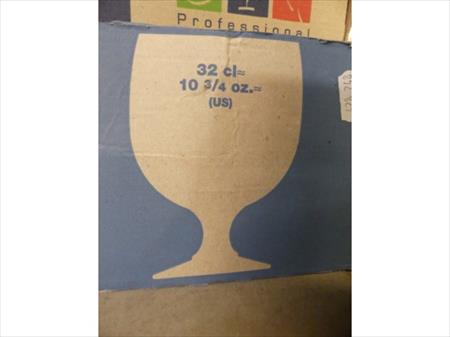 Professional
32 cl≈
10 3/4 oz.≈
(US)